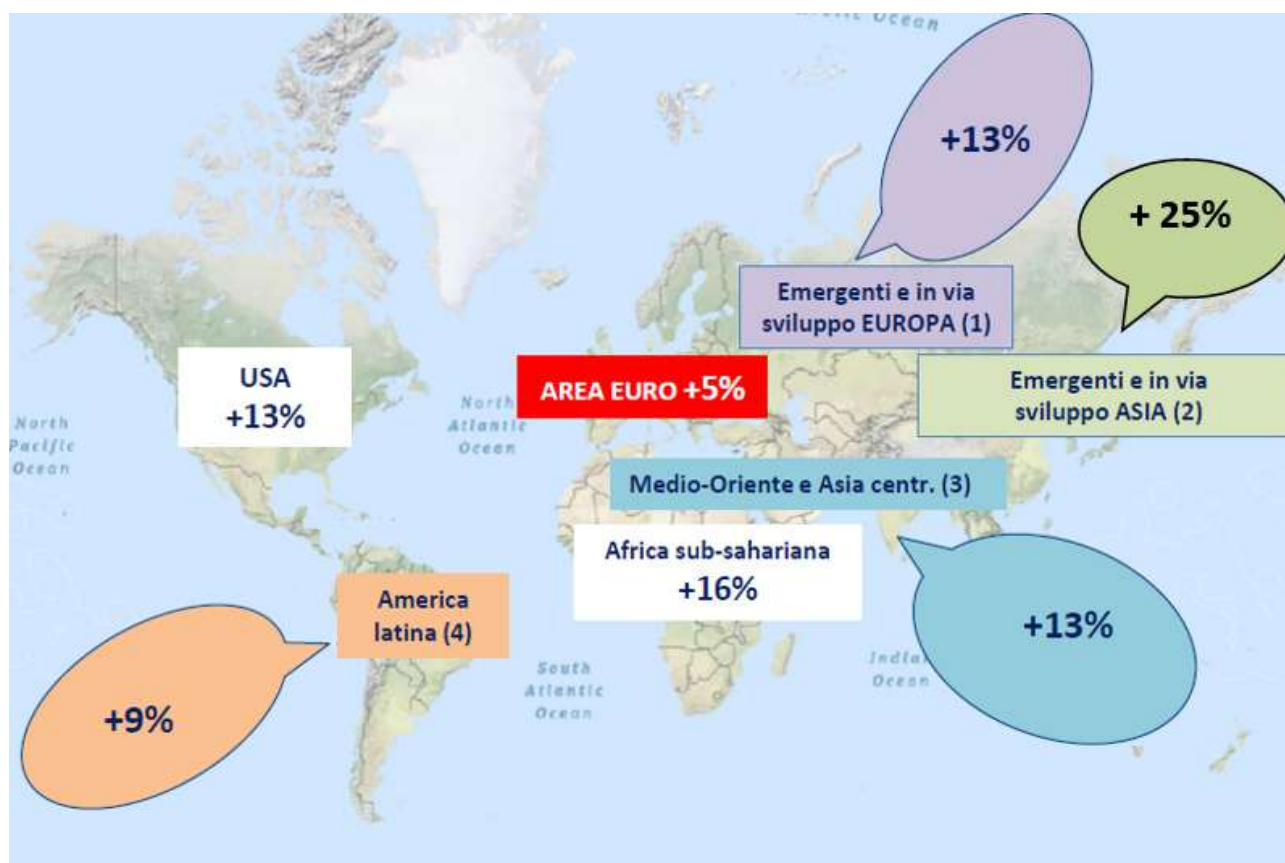 Ocean
+13%
+ 25%
Emergenti e in via
sviluppo EUROPA (1)
USA
+13%
AREA EURO +5%
Emergenti e in via
sviluppo ASIA (2)
North
Pacific
Ocean
North
Atlantic
Ocean
Medio-Oriente e Asia centr. (3)
Africa sub-sahariana
+16%
America
latina (4)
+13%
South
Atlantic
Ocean
Ocean
+9%